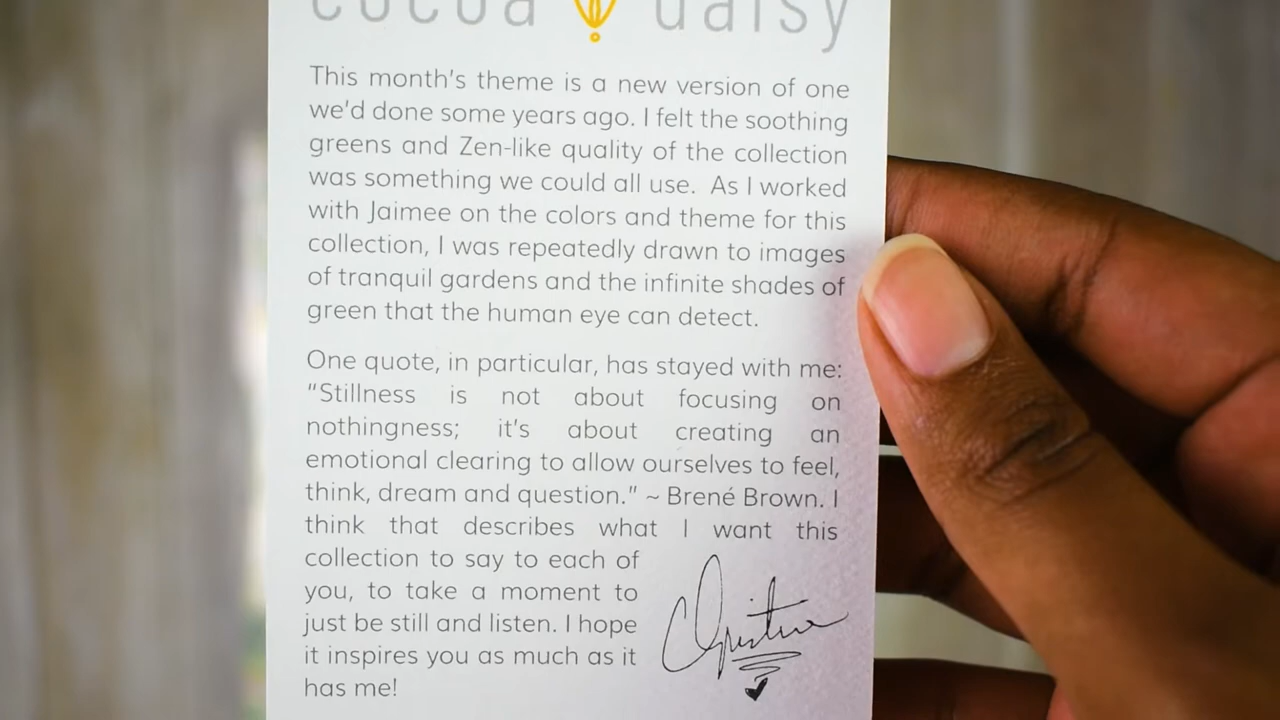 cocoa daisy
This month's theme is a new version of one
we'd done some years ago. I felt the soothing
greens and Zen-like quality of the collection
was something we could all use. As I worked
with Jaimee on the colors and theme for this
collection, I was repeatedly drawn to images
of tranquil gardens and the infinite shades of
green that the human eye can detect.
One quote, in particular, has stayed with me:
"Stillness is not about focusing on
nothingness; it's about creating an
emotional clearing to allow ourselves to feel,
think, dream and question." ~ Brené Brown. I
think that describes what I want this
collection to say to each of
you, to take a moment to
just be still and listen. I hope
it inspires you as much as it
has me!
Christina